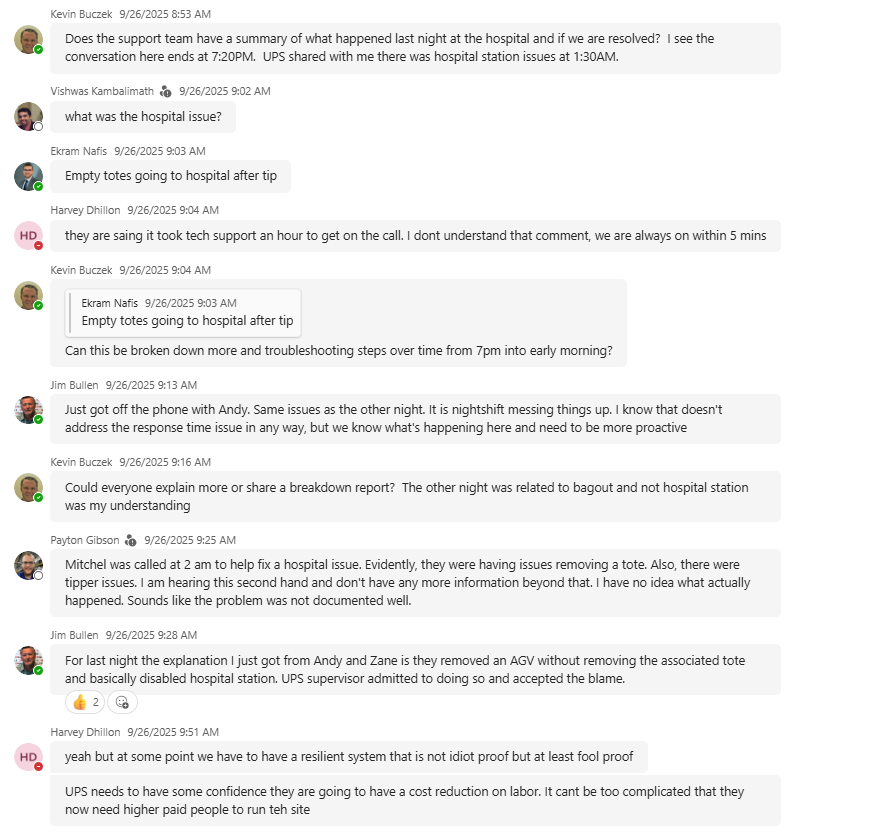 Kevin Buczek 9/26/2025 8:53 AM
Does the support team have a summary of what happened last night at the hospital and if we are resolved? I see the
conversation here ends at 7:20PM. UPS shared with me there was hospital station issues at 1:30AM.
Vishwas Kambalimath 9/26/2025 9:02 AM
what was the hospital issue?
Ekram Nafis 9/26/2025 9:03 AM
Empty totes going to hospital after tip
Harvey Dhillon 9/26/2025 9:04 AM
HD
they are saing it took tech support an hour to get on the call. I dont understand that comment, we are always on within 5 mins
Kevin Buczek 9/26/2025 9:04 AM
Ekram Nafis 9/26/2025 9:03 AM
Empty totes going to hospital after tip
Can this be broken down more and troubleshooting steps over time from 7pm into early morning?
Jim Bullen 9/26/2025 9:13 AM
Just got off the phone with Andy. Same issues as the other night. It is nightshift messing things up. I know that doesn't
address the response time issue in any way, but we know what's happening here and need to be more proactive
Kevin Buczek 9/26/2025 9:16 AM
Could everyone explain more or share a breakdown report? The other night was related to bagout and not hospital station
was my understanding
Payton Gibson 9/26/2025 9:25 AM
Mitchel was called at 2 am to help fix a hospital issue. Evidently, they were having issues removing a tote. Also, there were
tipper issues. I am hearing this second hand and don't have any more information beyond that. I have no idea what actually
happened. Sounds like the problem was not documented well.
Jim Bullen 9/26/2025 9:28 AM
For last night the explanation I just got from Andy and Zane is they removed an AGV without removing the associated tote
and basically disabled hospital station. UPS supervisor admitted to doing so and accepted the blame.
2
Harvey Dhillon 9/26/2025 9:51 AM
HD
yeah but at some point we have to have a resilient system that is not idiot proof but at least fool proof
UPS needs to have some confidence they are going to have a cost reduction on labor. It cant be too complicated that they
now need higher paid people to run teh site